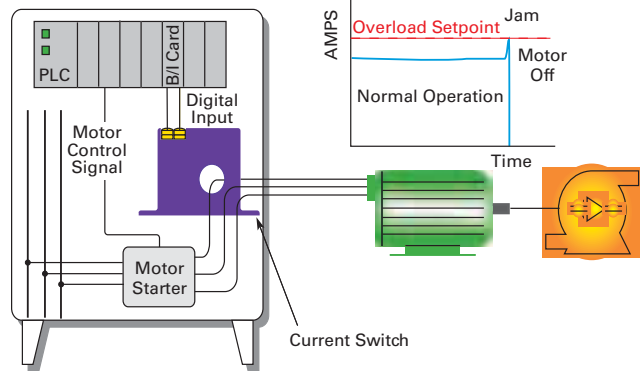 PLC
B/I Card
Digital
Input
Motor
Control
Signal
Motor
Starter
Current Switch
AMPS
Overload Setpoint
Jam
Motor
Off
Normal Operation
Time